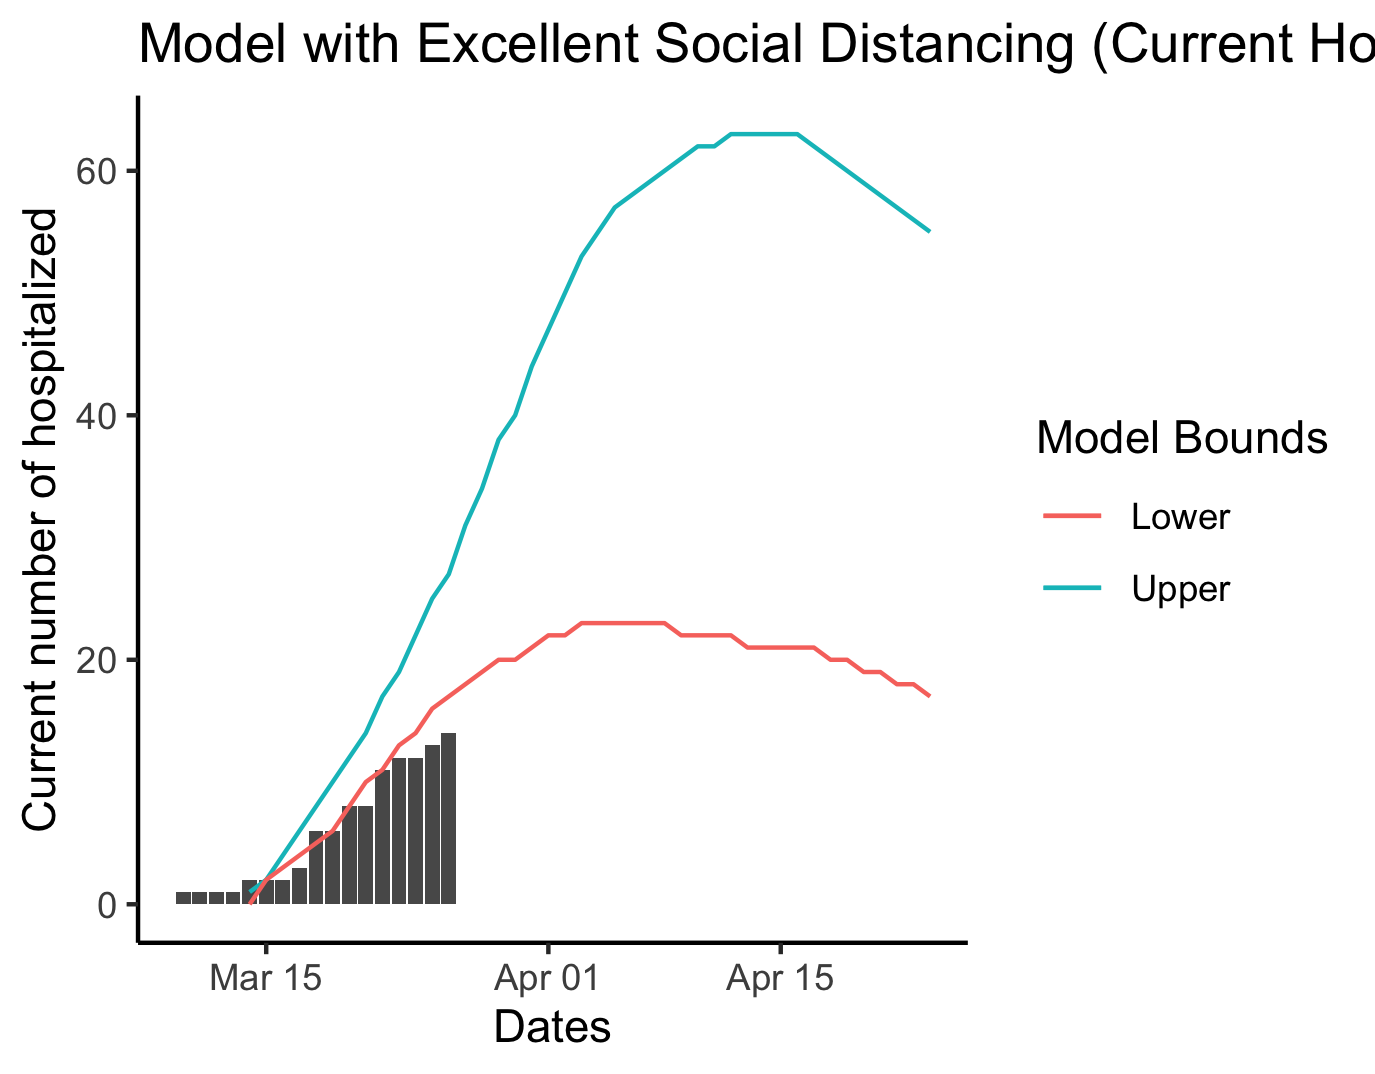 Model with Excellent Social Distancing (Current Ho
60
40
20
0
Current number of hospitalized
Mar 15
Apr 01
Apr 15
Dates
Model Bounds
Lower
Upper